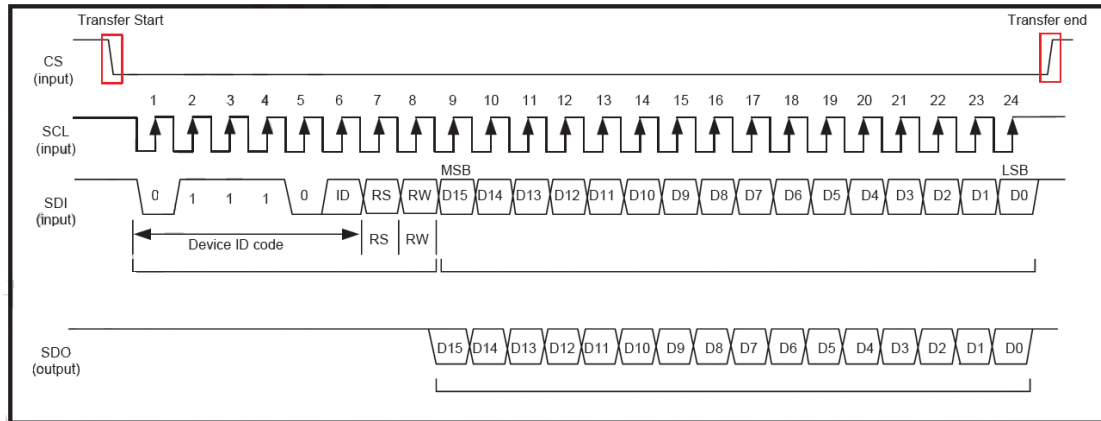 Transfer Start
Transfer end
CS
(input)
1 2 3 4 5 6 7 8 9 10 11 12 13 14 15 16 17 18 19 20 21 22 23 24
SCL
(input)
MSB LSB
SDI
(input)
0 1 1 1 0 ID RS RW D15 D14 D13 D12 D11 D10 D9 D8 D7 D6 D5 D4 D3 D2 D1 D0
Device ID code RS RW
SDO
(output)
D15 D14 D13 D12 D11 D10 D9 D8 D7 D6 D5 D4 D3 D2 D1 D0